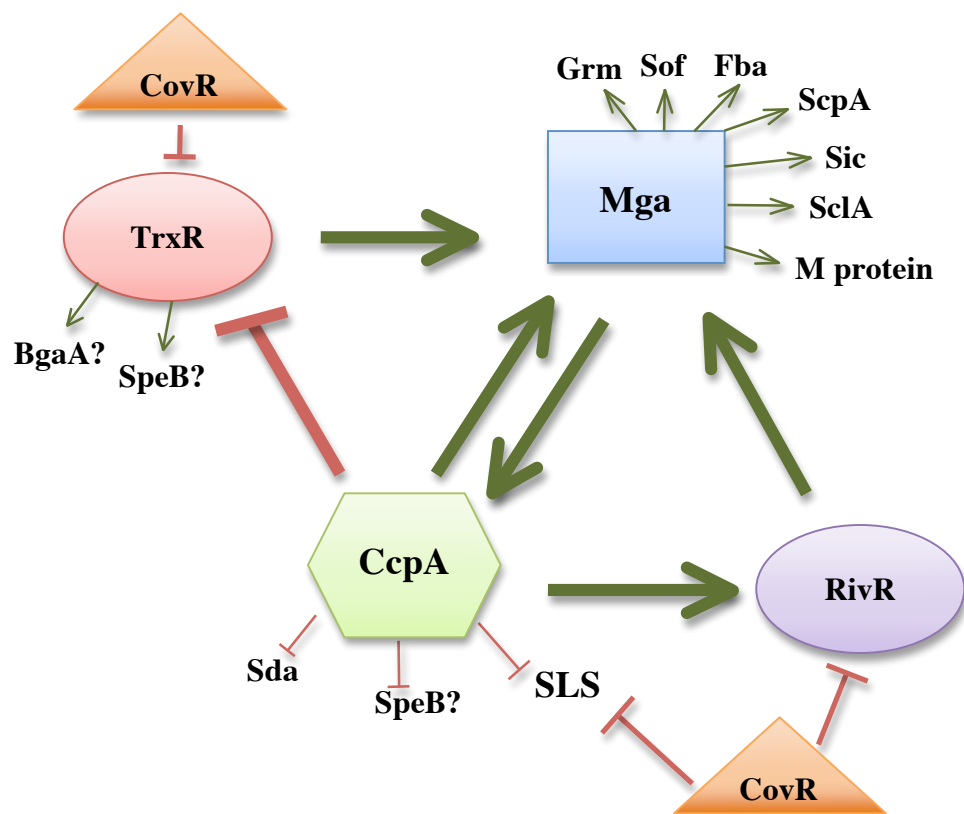 CovR
Grm
Sof
Fba
ScpA
Sic
SclA
M protein
Mga
TrxR
BgaA?
SpeB?
CcpA
RivR
Sda
SpeB?
SLS
CovR